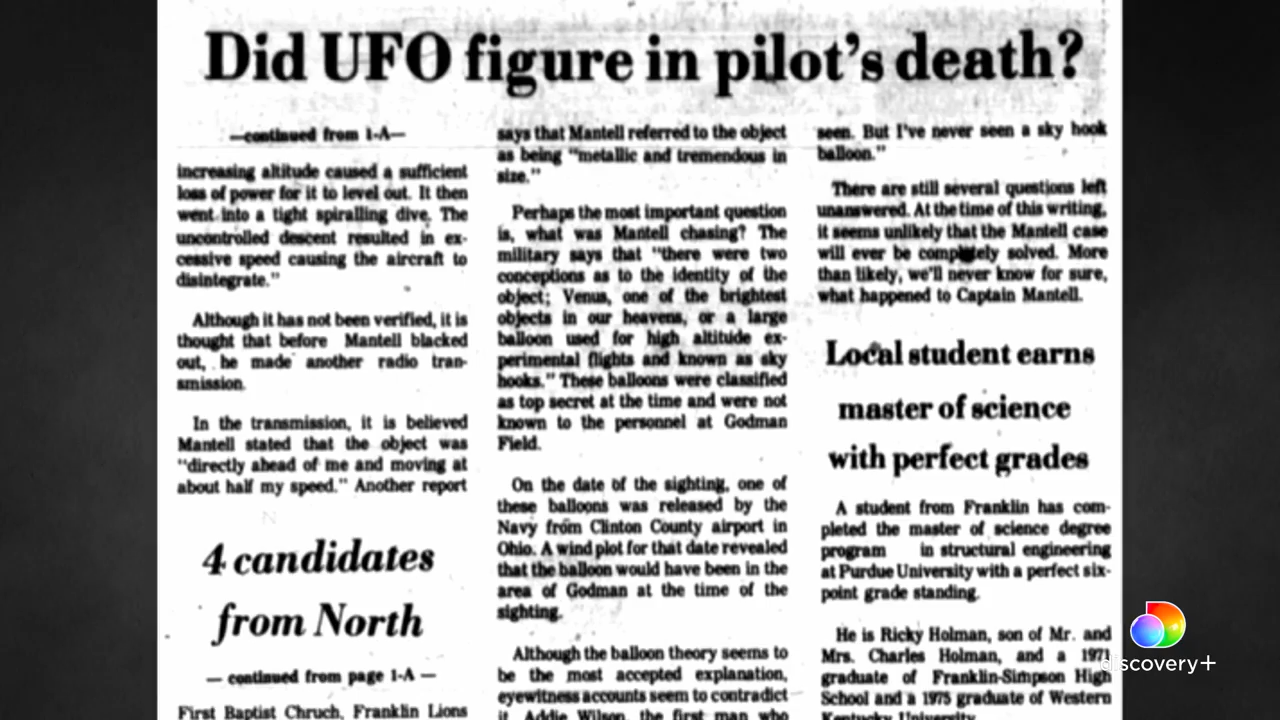 Did UFO figure in pilot's death?
—continued from 1-A—
increasing altitude caused a sufficient
loss of power for it to level out. It then
went into a tight spiralling dive. The
uncontrolled descent resulted in ex-
cessive speed causing the aircraft to
disintegrate."
Although it has not been verified, it is
thought that before Mantell blacked
out, he made another radio tran-
smission.
In the transmission, it is believed
Mantell stated that the object was
"directly ahead of me and moving at
about half my speed." Another report
4 candidates
from North
— continued from page 1-A —
First Baptist Chruch, Franklin Lions
says that Mantell referred to the object
as being "metallic and tremendous in
size."
Perhaps the most important question
is, what was Mantell chasing? The
military says that "there were two
conceptions as to the identity of the
object; Venus, one of the brightest
objects in our heavens, or a large
balloon used for high altitude ex-
perimental flights and known as sky
hooks." These balloons were classified
as top secret at the time and were not
known to the personnel at Godman
Field.
On the date of the sighting, one of
these balloons was released by the
Navy from Clinton County airport in
Ohio. A wind plot for that date revealed
that the balloon would have been in the
area of Godman at the time of the
sighting.
Although the balloon theory seems to
be the most accepted explanation,
eyewitness accounts seem to contradict
it. Addie Wilson, the first man who
seen. But I've never seen a sky hook
balloon."
There are still several questions left
unanswered. At the time of this writing,
it seems unlikely that the Mantell case
will ever be completely solved. More
than likely, we'll never know for sure,
what happened to Captain Mantell.
Local student earns
master of science
with perfect grades
A student from Franklin has com-
pleted the master of science degree
program in structural engineering
at Purdue University with a perfect six-
point grade standing.
He is Ricky Holman, son of Mr. and
Mrs. Charles Holman, and a 1971
graduate of Franklin-Simpson High
School and a 1975 graduate of Western
Kentucky University.
discovery+